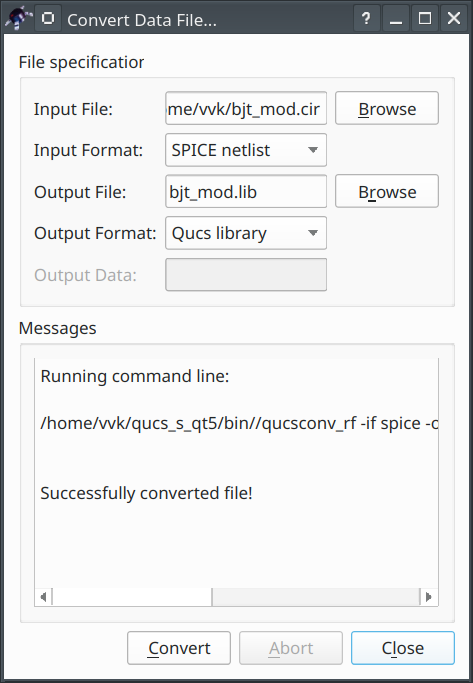 Convert Data File...
File specificatior
Input File: ome/vvk/bjt_mod.cir Browse
Input Format: SPICE netlist
Output File: bjt_mod.lib Browse
Output Format: Qucs library
Output Data:
Messages
Running command line:
/home/vvk/qucs_s_qt5/bin//qucsconv_rf -if spice -o
Successfully converted file!
Convert Abort Close